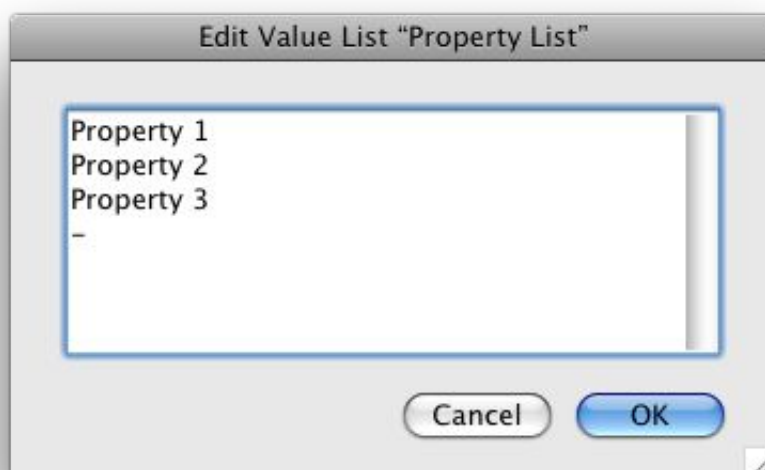 Edit Value List “Property List”
Property 1
Property 2
Property 3
-
Cancel
OK